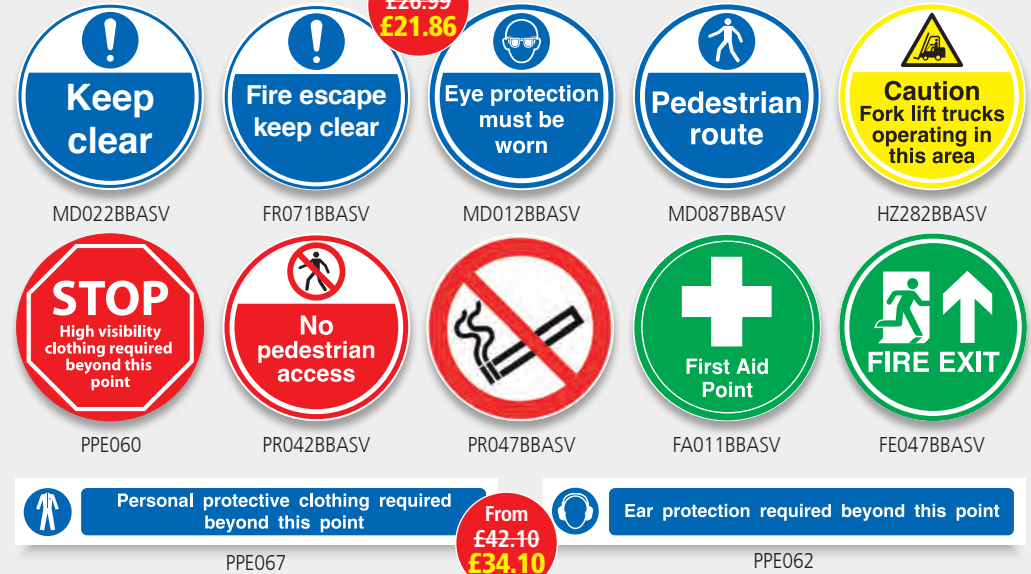 £26.99
£21.86
Keep
clear
Fire escape
keep clear
Eye protection
must be
worn
Pedestrian
route
Caution
Fork lift trucks
operating in
this area
MD022BBASV
FR071BBASV
MD012BBASV
MD087BBASV
HZ282BBASV
STOP
High visibility
clothing required
beyond this
point
No
pedestrian
access
First Aid
Point
FIRE EXIT
PPE060
PR042BBASV
PR047BBASV
FA011BBASV
FE047BBASV
Personal protective clothing required
beyond this point
From
£42.10
£34.10
Ear protection required beyond this point
PPE067
PPE062